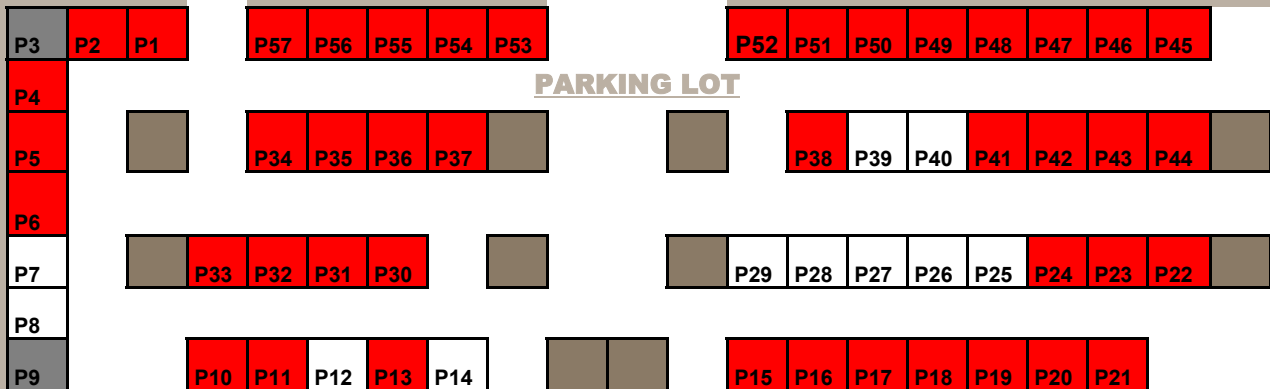 P3 P2 P1 P57 P56 P55 P54 P53 P52 P51 P50 P49 P48 P47 P46 P45
PARKING LOT
P4
P5 P34 P35 P36 P37 P38 P39 P40 P41 P42 P43 P44
P6
P7 P33 P32 P31 P30 P29 P28 P27 P26 P25 P24 P23 P22
P8
P9 P10 P11 P12 P13 P14 P15 P16 P17 P18 P19 P20 P21